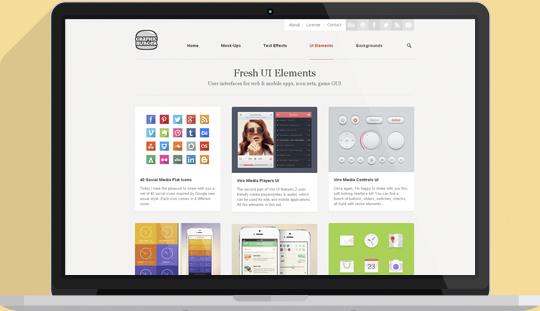 About License Contact
GRAPHIC
BURGER
Home Mock-Ups Text Effects UI Elements Backgrounds
Fresh UI Elements
User interfaces for web & mobile apps, icon sets, game GUI
40 Social Media Flat Icons
Today I have the pleasure to share with you a
set of 40 social icons inspired by Google new
visual style. Each icon comes in 4 different
sizes.
Vire Media Players UI
The second part of Vire UI features 2 user
friendly media players (video & audio), which
can be used for web and mobile applications.
All the elements in this set
Vire Media Controls UI
Once again, I'm happy to share with you this
soft looking interface kit! You can find a
bunch of buttons, sliders, switches, checks,
all build with vector elements.
23